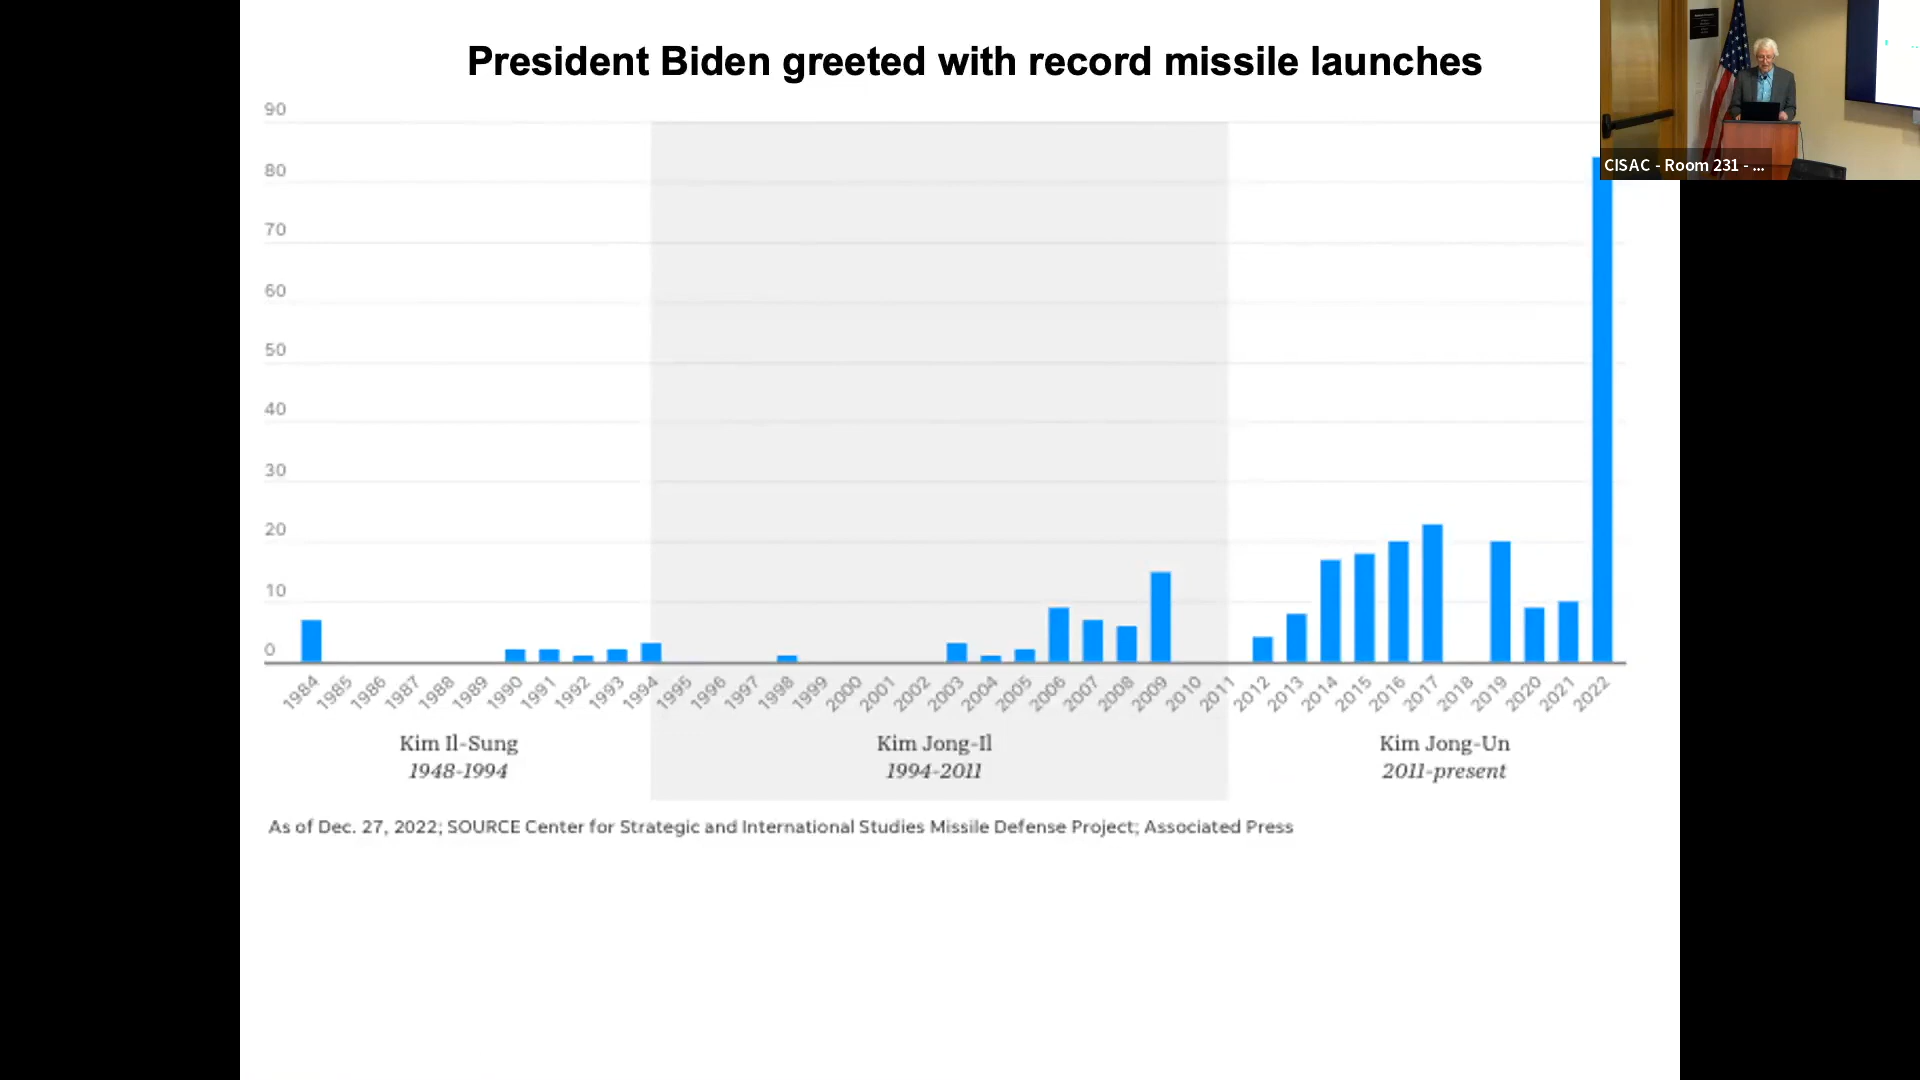 President Biden greeted with record missile launches
90
80
70
60
50
40
30
20
10
0
1984 1985 1986 1987 1988 1989 1990 1991 1992 1993 1994 1995 1996 1997 1998 1999 2000 2001 2002 2003 2004 2005 2006 2007 2008 2009 2010 2011 2012 2013 2014 2015 2016 2017 2018 2019 2020 2021 2022
Kim Il-Sung
1948-1994
Kim Jong-Il
1994-2011
Kim Jong-Un
2011-present
As of Dec. 27, 2022; SOURCE Center for Strategic and International Studies Missile Defense Project; Associated Press
CISAC - Room 231 - ...